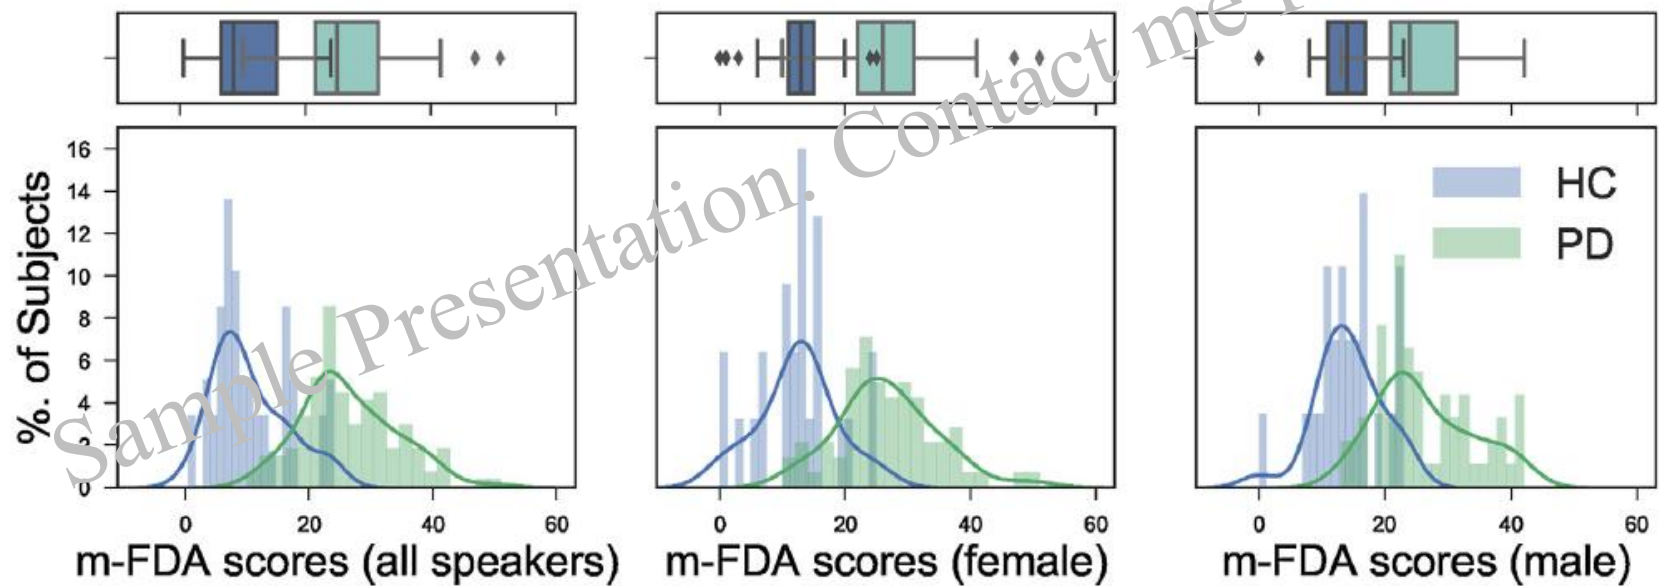 Sample Presentation. Contact me
%. of Subjects
16
14
12
10
8
6
4
2
0
0 20 40 60
0 20 40 60
0 20 40 60
HC
PD
m-FDA scores (all speakers)
m-FDA scores (female)
m-FDA scores (male)